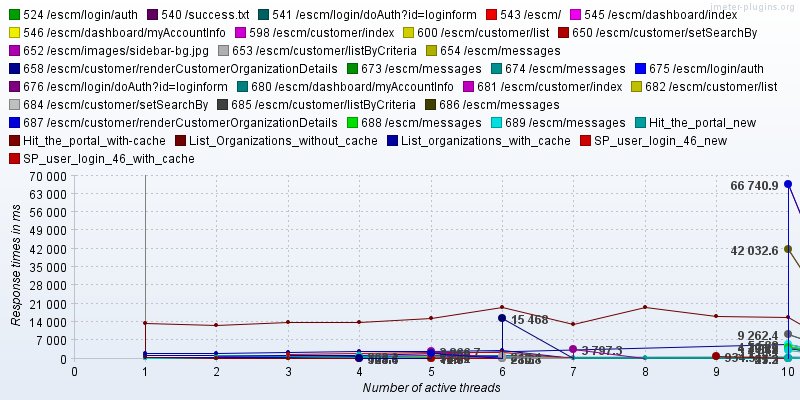 jmeter-plugins.org
524 /escm/login/auth 540 /success.txt 541 /escm/login/doAuth?id=loginform 543 /escm/ 545 /escm/dashboard/index
546 /escm/dashboard/myAccountInfo 598 /escm/customer/index 600 /escm/customer/list 650 /escm/customer/setSearchBy
652 /escm/images/sidebar-bg.jpg 653 /escm/customer/listByCriteria 654 /escm/messages
658 /escm/customer/renderCustomerOrganizationDetails 673 /escm/messages 674 /escm/messages 675 /escm/login/auth
676 /escm/login/doAuth?id=loginform 680 /escm/dashboard/myAccountInfo 681 /escm/customer/index 682 /escm/customer/list
684 /escm/customer/setSearchBy 685 /escm/customer/listByCriteria 686 /escm/messages
687 /escm/customer/renderCustomerOrganizationDetails 688 /escm/messages 689 /escm/messages Hit_the_portal_new
Hit_the_portal_with-cache List_Organizations_without_cache List_organizations_with_cache SP_user_login_46_new
SP_user_login_46_with_cache
Response times in ms
70 000
63 000
56 000
49 000
42 000
35 000
28 000
21 000
14 000
7 000
0
66 740.9
42 032.6
15 468
9 262.4
3 797.3
0 1 2 3 4 5 6 7 8 9 10
Number of active threads